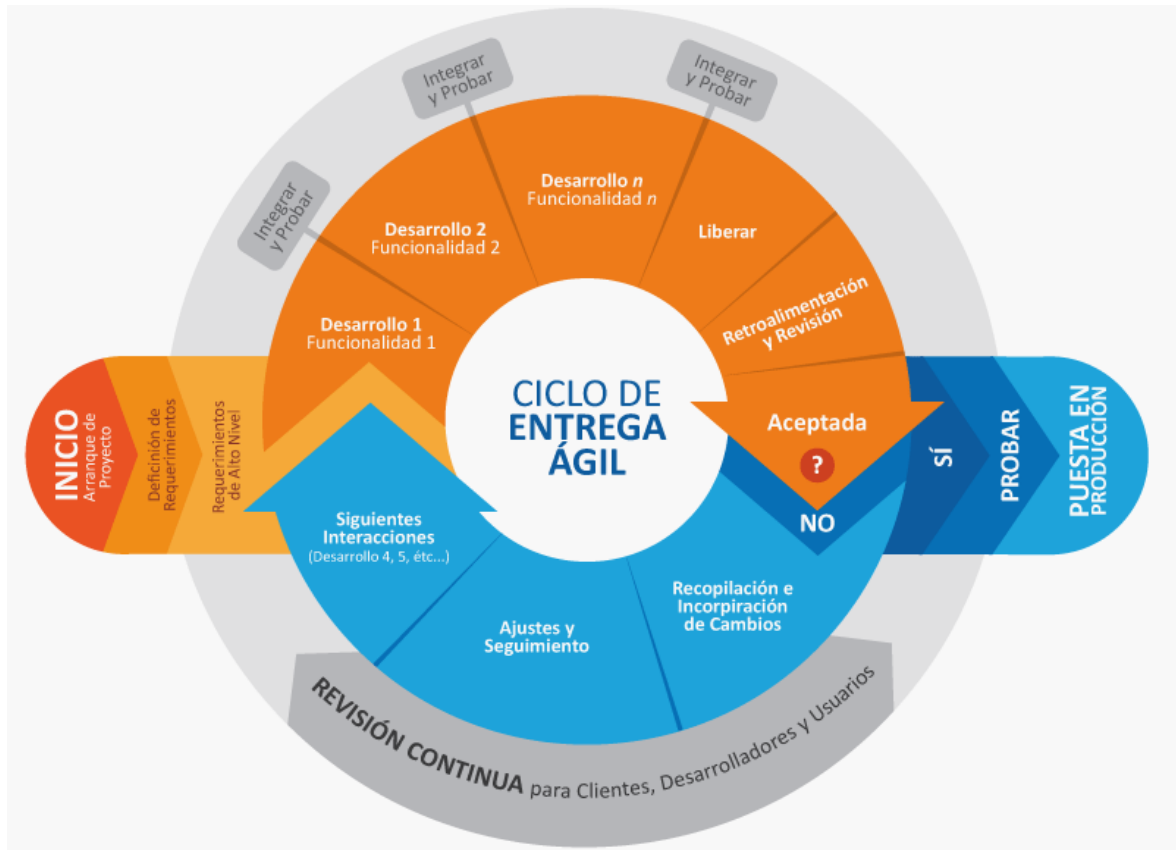 Integrar
y Probar
Integrar
y Probar
Integrar
y Probar
Desarrollo n
Funcionalidad n
Desarrollo 2
Funcionalidad 2
Liberar
Desarrollo 1
Funcionalidad 1
Retroalimentación
y Revisión
INICIO
Arranque de
Proyecto
Definición de
Requerimientos
Requerimientos
de Alto Nivel
CICLO DE
ENTREGA
ÁGIL
Aceptada
?
NO
SÍ
PROBAR
PUESTA EN
PRODUCCIÓN
Siguientes
Interacciones
(Desarrollo 4, 5, étc...)
Ajustes y
Seguimiento
Recopilación e
Incorpiración
de Cambios
REVISIÓN CONTINUA para Clientes, Desarrolladores y Usuarios